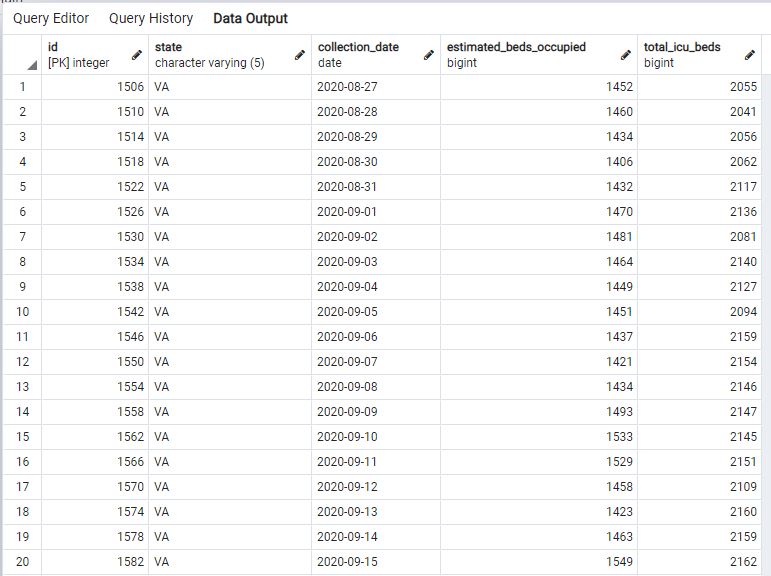 Query Editor Query History Data Output
id state collection_date estimated_beds_occupied total_icu_beds
[PK] integer character varying (5) date bigint bigint
1 1506 VA 2020-08-27 1452 2055
2 1510 VA 2020-08-28 1460 2041
3 1514 VA 2020-08-29 1434 2056
4 1518 VA 2020-08-30 1406 2062
5 1522 VA 2020-08-31 1432 2117
6 1526 VA 2020-09-01 1470 2136
7 1530 VA 2020-09-02 1481 2081
8 1534 VA 2020-09-03 1464 2140
9 1538 VA 2020-09-04 1449 2127
10 1542 VA 2020-09-05 1451 2094
11 1546 VA 2020-09-06 1437 2159
12 1550 VA 2020-09-07 1421 2154
13 1554 VA 2020-09-08 1434 2146
14 1558 VA 2020-09-09 1493 2147
15 1562 VA 2020-09-10 1533 2145
16 1566 VA 2020-09-11 1529 2151
17 1570 VA 2020-09-12 1458 2109
18 1574 VA 2020-09-13 1423 2160
19 1578 VA 2020-09-14 1463 2159
20 1582 VA 2020-09-15 1549 2162